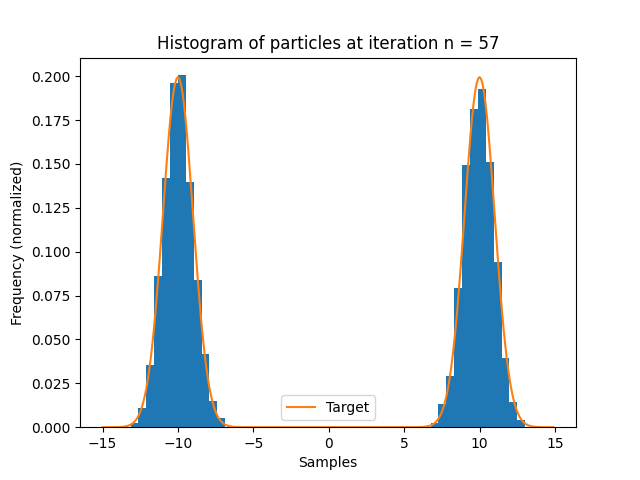 Histogram of particles at iteration n = 57
Frequency (normalized)
0.200
0.175
0.150
0.125
0.100
0.075
0.050
0.025
0.000
Target
−15 −10 −5 0 5 10 15
Samples